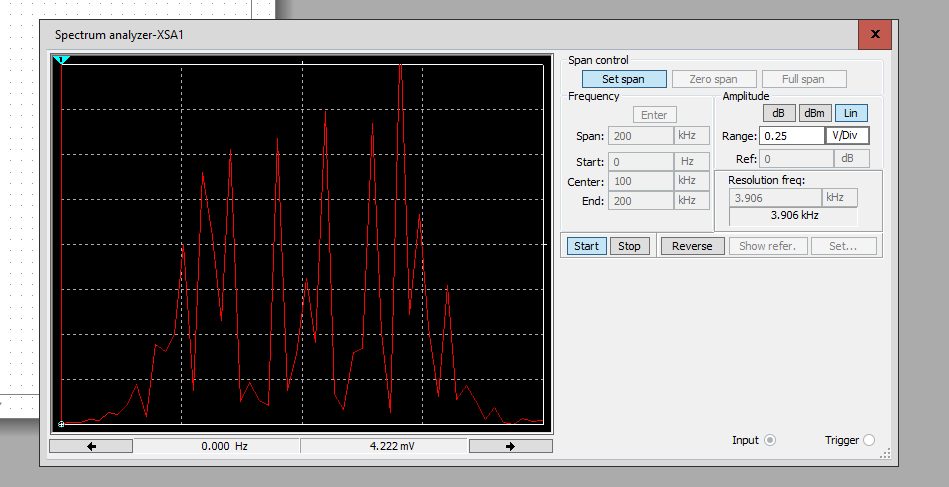 Spectrum analyzer-XSA1
x
1
Span control
Set span Zero span Full span
Frequency
Enter
Span: 200 kHz
Start: 0 Hz
Center: 100 kHz
End: 200 kHz
Amplitude
dB dBm Lin
Range: 0.25 V/Div
Ref: 0 dB
Resolution freq:
3.906 kHz
3.906 kHz
Start Stop Reverse Show refer. Set...
0.000 Hz 4.222 mV
Input Trigger